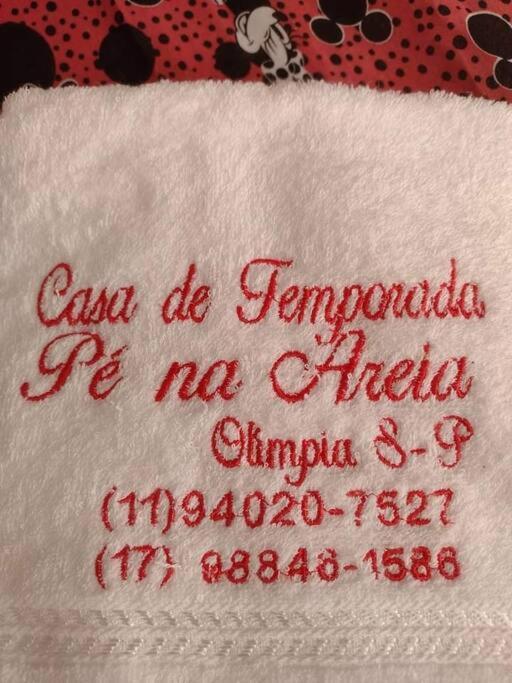 Casa de Temporada
Pé na Areia
Olimpia S-P
(11)94020-7527
(17) 98846-1586